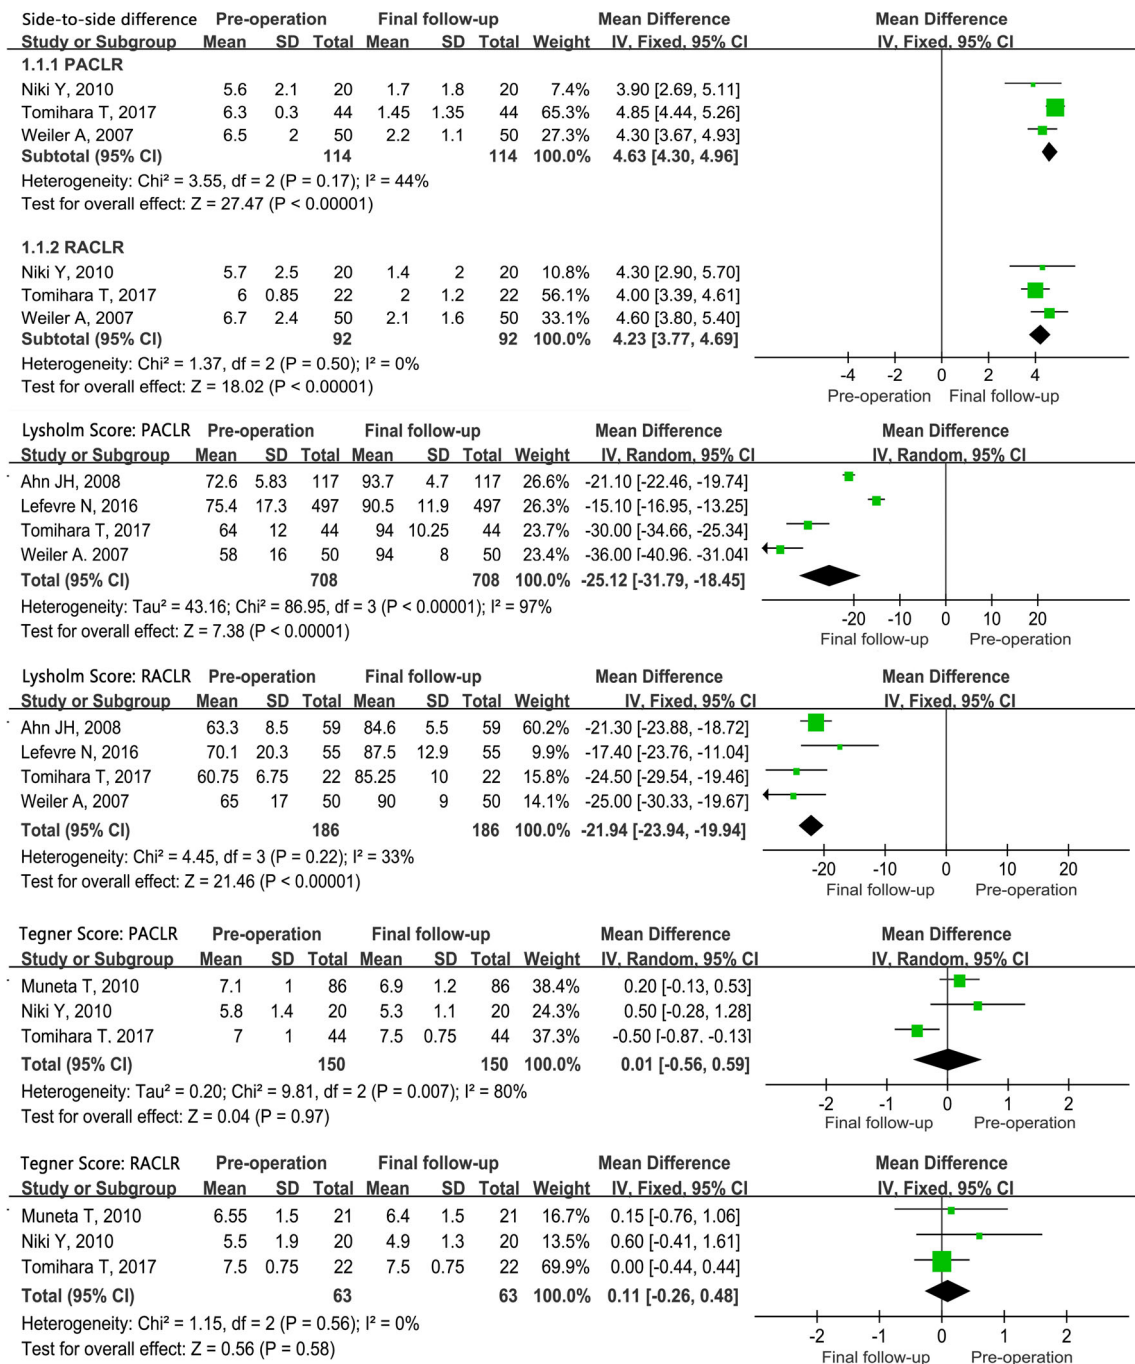 Side-to-side difference Pre-operation Final follow-up Mean Difference Mean Difference
Study or Subgroup Mean SD Total Mean SD Total Weight IV, Fixed, 95% CI IV, Fixed, 95% CI
1.1.1 PACLR
Niki Y, 2010 5.6 2.1 20 1.7 1.8 20 7.4% 3.90 [2.69, 5.11]
Tomihara T, 2017 6.3 0.3 44 1.45 1.35 44 65.3% 4.85 [4.44, 5.26]
Weiler A, 2007 6.5 2 50 2.2 1.1 50 27.3% 4.30 [3.67, 4.93]
Subtotal (95% CI) 114 114 100.0% 4.63 [4.30, 4.96]
Heterogeneity: Chi² = 3.55, df = 2 (P = 0.17); I² = 44%
Test for overall effect: Z = 27.47 (P < 0.00001)
1.1.2 RACLR
Niki Y, 2010 5.7 2.5 20 1.4 2 20 10.8% 4.30 [2.90, 5.70]
Tomihara T, 2017 6 0.85 22 2 1.2 22 56.1% 4.00 [3.39, 4.61]
Weiler A, 2007 6.7 2.4 50 2.1 1.6 50 33.1% 4.60 [3.80, 5.40]
Subtotal (95% CI) 92 92 100.0% 4.23 [3.77, 4.69]
Heterogeneity: Chi² = 1.37, df = 2 (P = 0.50); I² = 0%
Test for overall effect: Z = 18.02 (P < 0.00001)
-4 -2 0 2 4
Pre-operation Final follow-up
Lysholm Score: PACLR Pre-operation Final follow-up Mean Difference Mean Difference
Study or Subgroup Mean SD Total Mean SD Total Weight IV, Random, 95% CI IV, Random, 95% CI
Ahn JH, 2008 72.6 5.83 117 93.7 4.7 117 26.6% -21.10 [-22.46, -19.74]
Lefevre N, 2016 75.4 17.3 497 90.5 11.9 497 26.3% -15.10 [-16.95, -13.25]
Tomihara T, 2017 64 12 44 94 10.25 44 23.7% -30.00 [-34.66, -25.34]
Weiler A. 2007 58 16 50 94 8 50 23.4% -36.00 [-40.96, -31.04]
Total (95% CI) 708 708 100.0% -25.12 [-31.79, -18.45]
Heterogeneity: Tau² = 43.16; Chi² = 86.95, df = 3 (P < 0.00001); I² = 97%
Test for overall effect: Z = 7.38 (P < 0.00001)
-20 -10 0 10 20
Final follow-up Pre-operation
Lysholm Score: RACLR Pre-operation Final follow-up Mean Difference Mean Difference
Study or Subgroup Mean SD Total Mean SD Total Weight IV, Fixed, 95% CI IV, Fixed, 95% CI
Ahn JH, 2008 63.3 8.5 59 84.6 5.5 59 60.2% -21.30 [-23.88, -18.72]
Lefevre N, 2016 70.1 20.3 55 87.5 12.9 55 9.9% -17.40 [-23.76, -11.04]
Tomihara T, 2017 60.75 6.75 22 85.25 10 22 15.8% -24.50 [-29.54, -19.46]
Weiler A, 2007 65 17 50 90 9 50 14.1% -25.00 [-30.33, -19.67]
Total (95% CI) 186 186 100.0% -21.94 [-23.94, -19.94]
Heterogeneity: Chi² = 4.45, df = 3 (P = 0.22); I² = 33%
Test for overall effect: Z = 21.46 (P < 0.00001)
-20 -10 0 10 20
Final follow-up Pre-operation
Tegner Score: PACLR Pre-operation Final follow-up Mean Difference Mean Difference
Study or Subgroup Mean SD Total Mean SD Total Weight IV, Random, 95% CI IV, Random, 95% CI
Muneta T, 2010 7.1 1 86 6.9 1.2 86 38.4% 0.20 [-0.13, 0.53]
Niki Y, 2010 5.8 1.4 20 5.3 1.1 20 24.3% 0.50 [-0.28, 1.28]
Tomihara T. 2017 7 1 44 7.5 0.75 44 37.3% -0.50 [-0.87, -0.13]
Total (95% CI) 150 150 100.0% 0.01 [-0.56, 0.59]
Heterogeneity: Tau² = 0.20; Chi² = 9.81, df = 2 (P = 0.007); I² = 80%
Test for overall effect: Z = 0.04 (P = 0.97)
-2 -1 0 1 2
Final follow-up Pre-operation
Tegner Score: RACLR Pre-operation Final follow-up Mean Difference Mean Difference
Study or Subgroup Mean SD Total Mean SD Total Weight IV, Fixed, 95% CI IV, Fixed, 95% CI
Muneta T, 2010 6.55 1.5 21 6.4 1.5 21 16.7% 0.15 [-0.76, 1.06]
Niki Y, 2010 5.5 1.9 20 4.9 1.3 20 13.5% 0.60 [-0.41, 1.61]
Tomihara T, 2017 7.5 0.75 22 7.5 0.75 22 69.9% 0.00 [-0.44, 0.44]
Total (95% CI) 63 63 100.0% 0.11 [-0.26, 0.48]
Heterogeneity: Chi² = 1.15, df = 2 (P = 0.56); I² = 0%
Test for overall effect: Z = 0.56 (P = 0.58)
-2 -1 0 1 2
Final follow-up Pre-operation